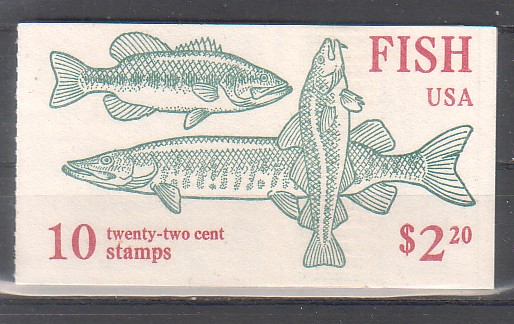 FISH
USA
10 twenty-two cent
stamps
$2.20